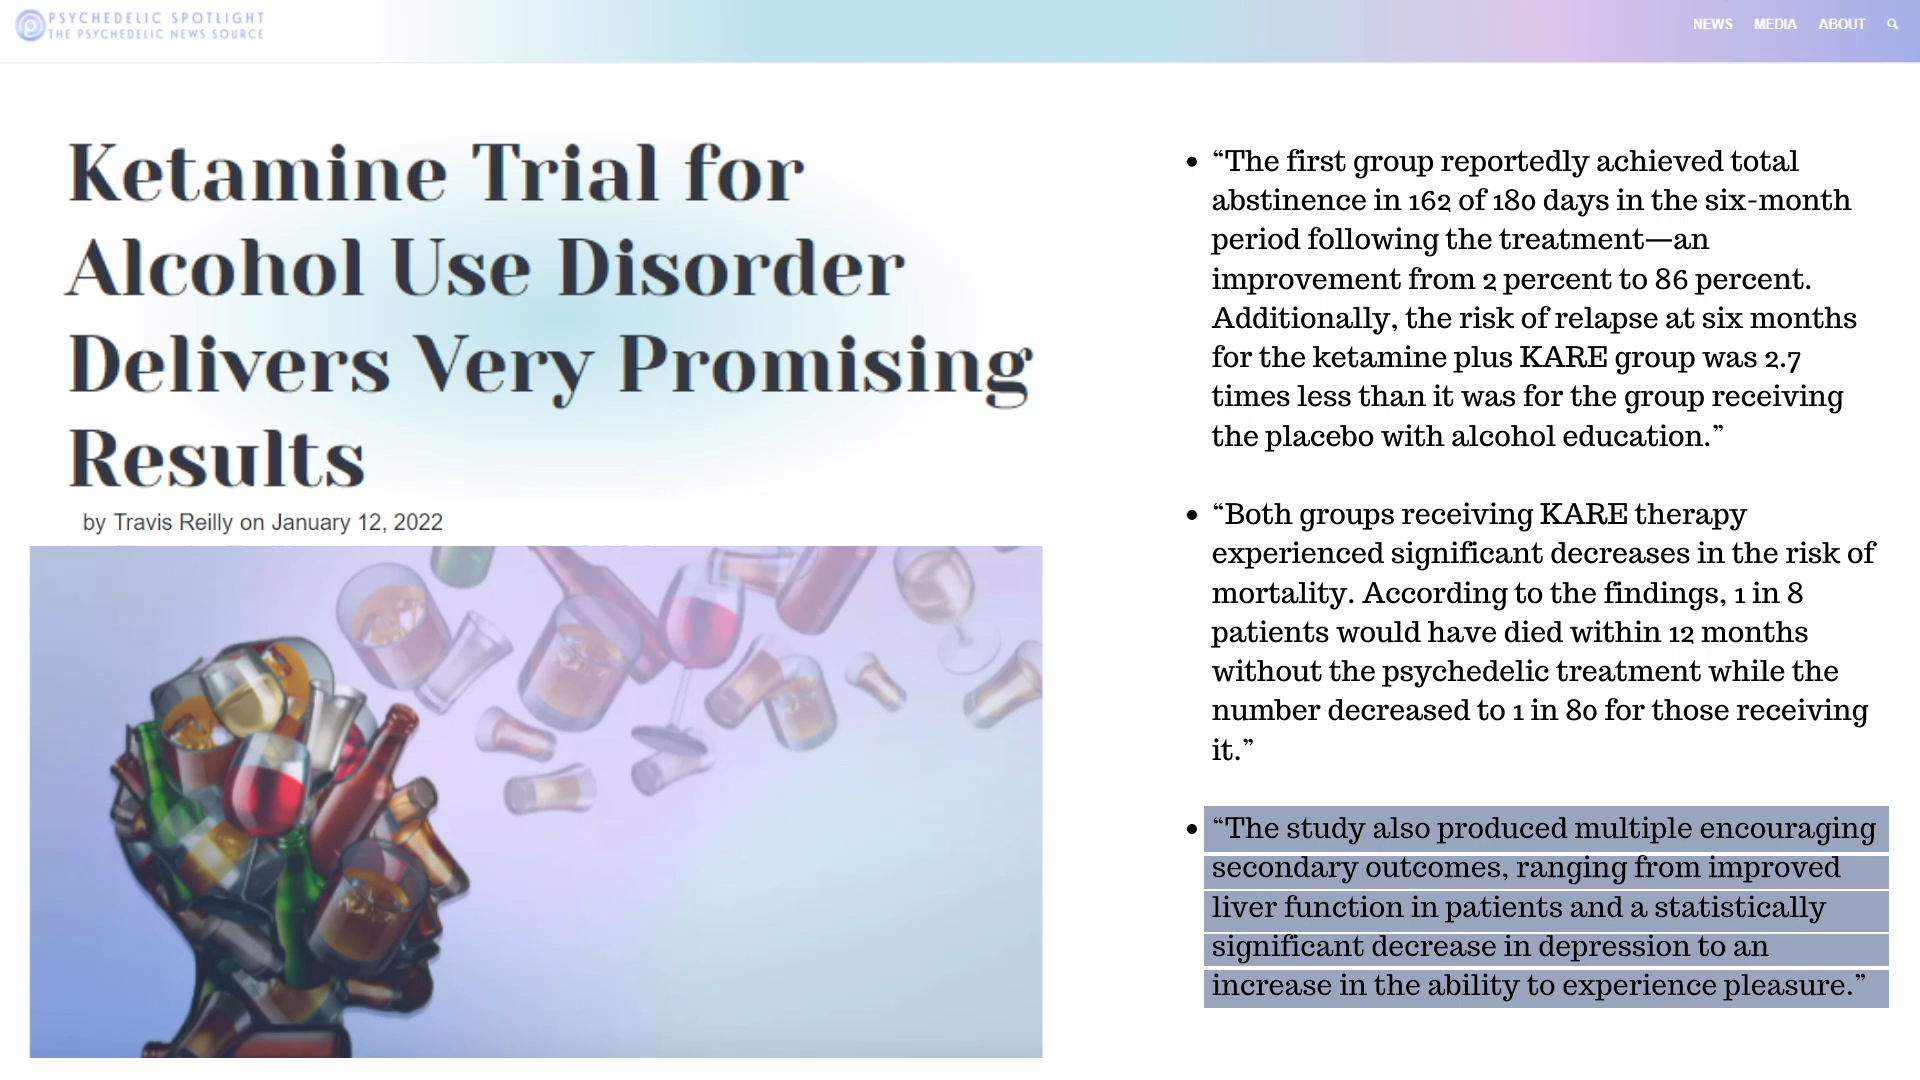 PSYCHEDELIC SPOTLIGHT
THE PSYCHEDELIC NEWS SOURCE
NEWS MEDIA ABOUT
Ketamine Trial for
Alcohol Use Disorder
Delivers Very Promising
Results
by Travis Reilly on January 12, 2022
• “The first group reportedly achieved total
abstinence in 162 of 180 days in the six-month
period following the treatment—an
improvement from 2 percent to 86 percent.
Additionally, the risk of relapse at six months
for the ketamine plus KARE group was 2.7
times less than it was for the group receiving
the placebo with alcohol education.”
• “Both groups receiving KARE therapy
experienced significant decreases in the risk of
mortality. According to the findings, 1 in 8
patients would have died within 12 months
without the psychedelic treatment while the
number decreased to 1 in 80 for those receiving
it.”
• “The study also produced multiple encouraging
secondary outcomes, ranging from improved
liver function in patients and a statistically
significant decrease in depression to an
increase in the ability to experience pleasure.”